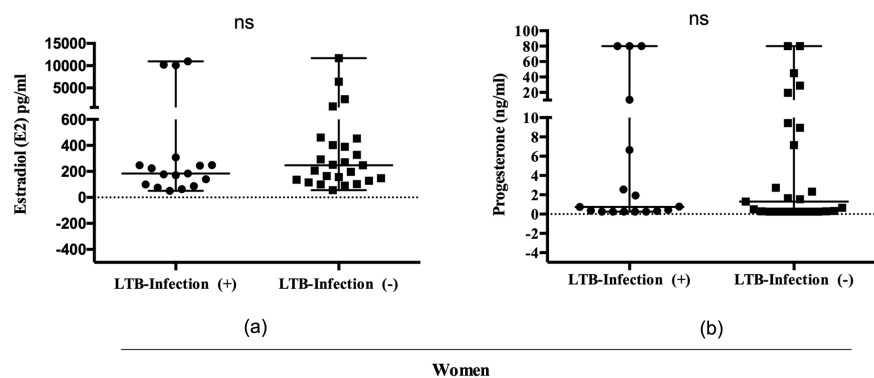 ns
15000
10000
5000
600
400
200
0
-200
-400
Estradiol (E2) pg/ml
LTB-Infection (+)
LTB-Infection (-)
(a)
ns
80
60
40
20
10
8
6
4
2
0
-2
-4
Progesterone (ng/ml)
LTB-Infection (+)
LTB-Infection (-)
(b)
Women